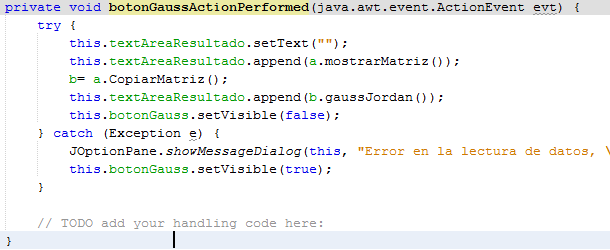 private void botonGaussActionPerformed(java.awt.event.ActionEvent evt) {
try {
this.textAreaResultado.setText("");
this.textAreaResultado.append(a.mostrarMatriz());
b= a.CopiarMatriz();
this.textAreaResultado.append(b.gaussJordan());
this.botonGauss.setVisible(false);
} catch (Exception e) {
JOptionPane.showMessageDialog(this, "Error en la lectura de datos, \
this.botonGauss.setVisible(true);
}
// TODO add your handling code here:
}